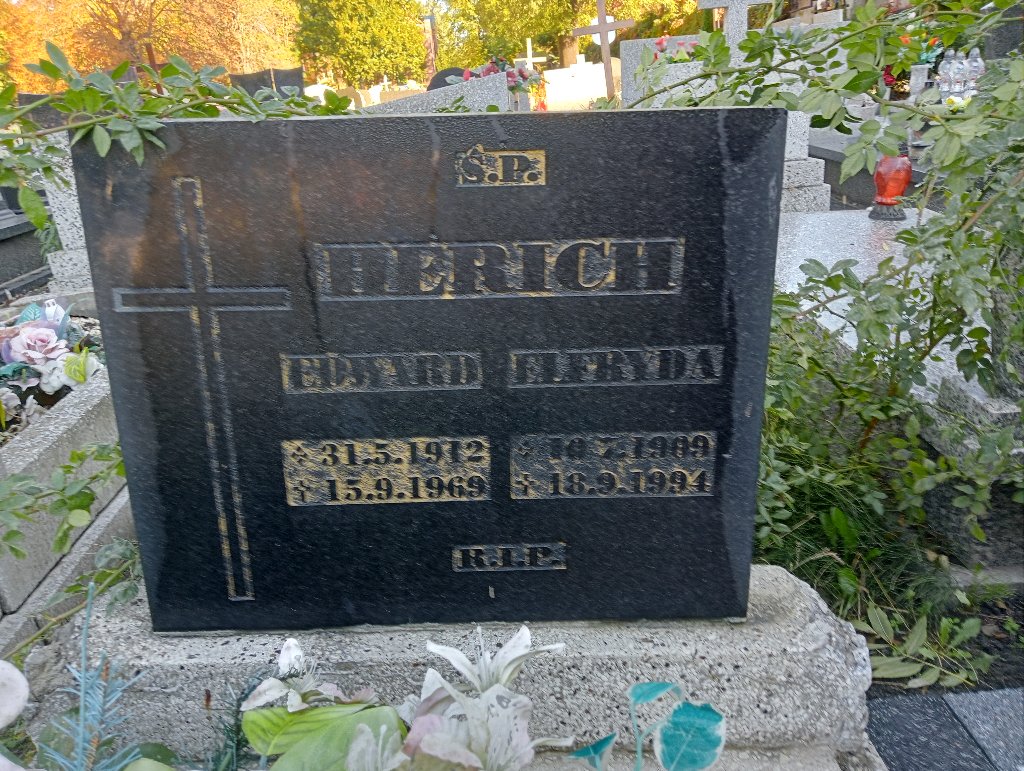 Ś.P.
HERICH
EDWARD ELFRYDA
* 31.5.1912 * 10.7.1909
† 15.9.1969 † 18.9.1994
R.I.P.